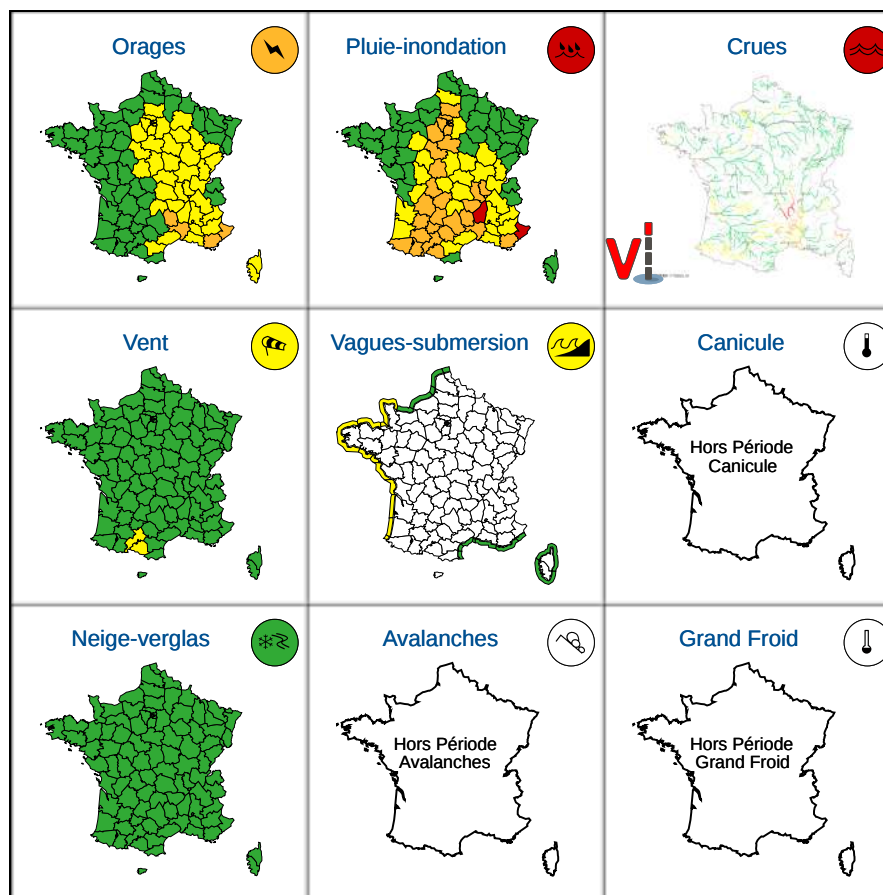 Orages
Pluie-inondation
Crues
Vi
Vent
Vagues-submersion
Canicule
Hors Période
Canicule
Neige-verglas
Avalanches
Grand Froid
Hors Période
Avalanches
Hors Période
Grand Froid